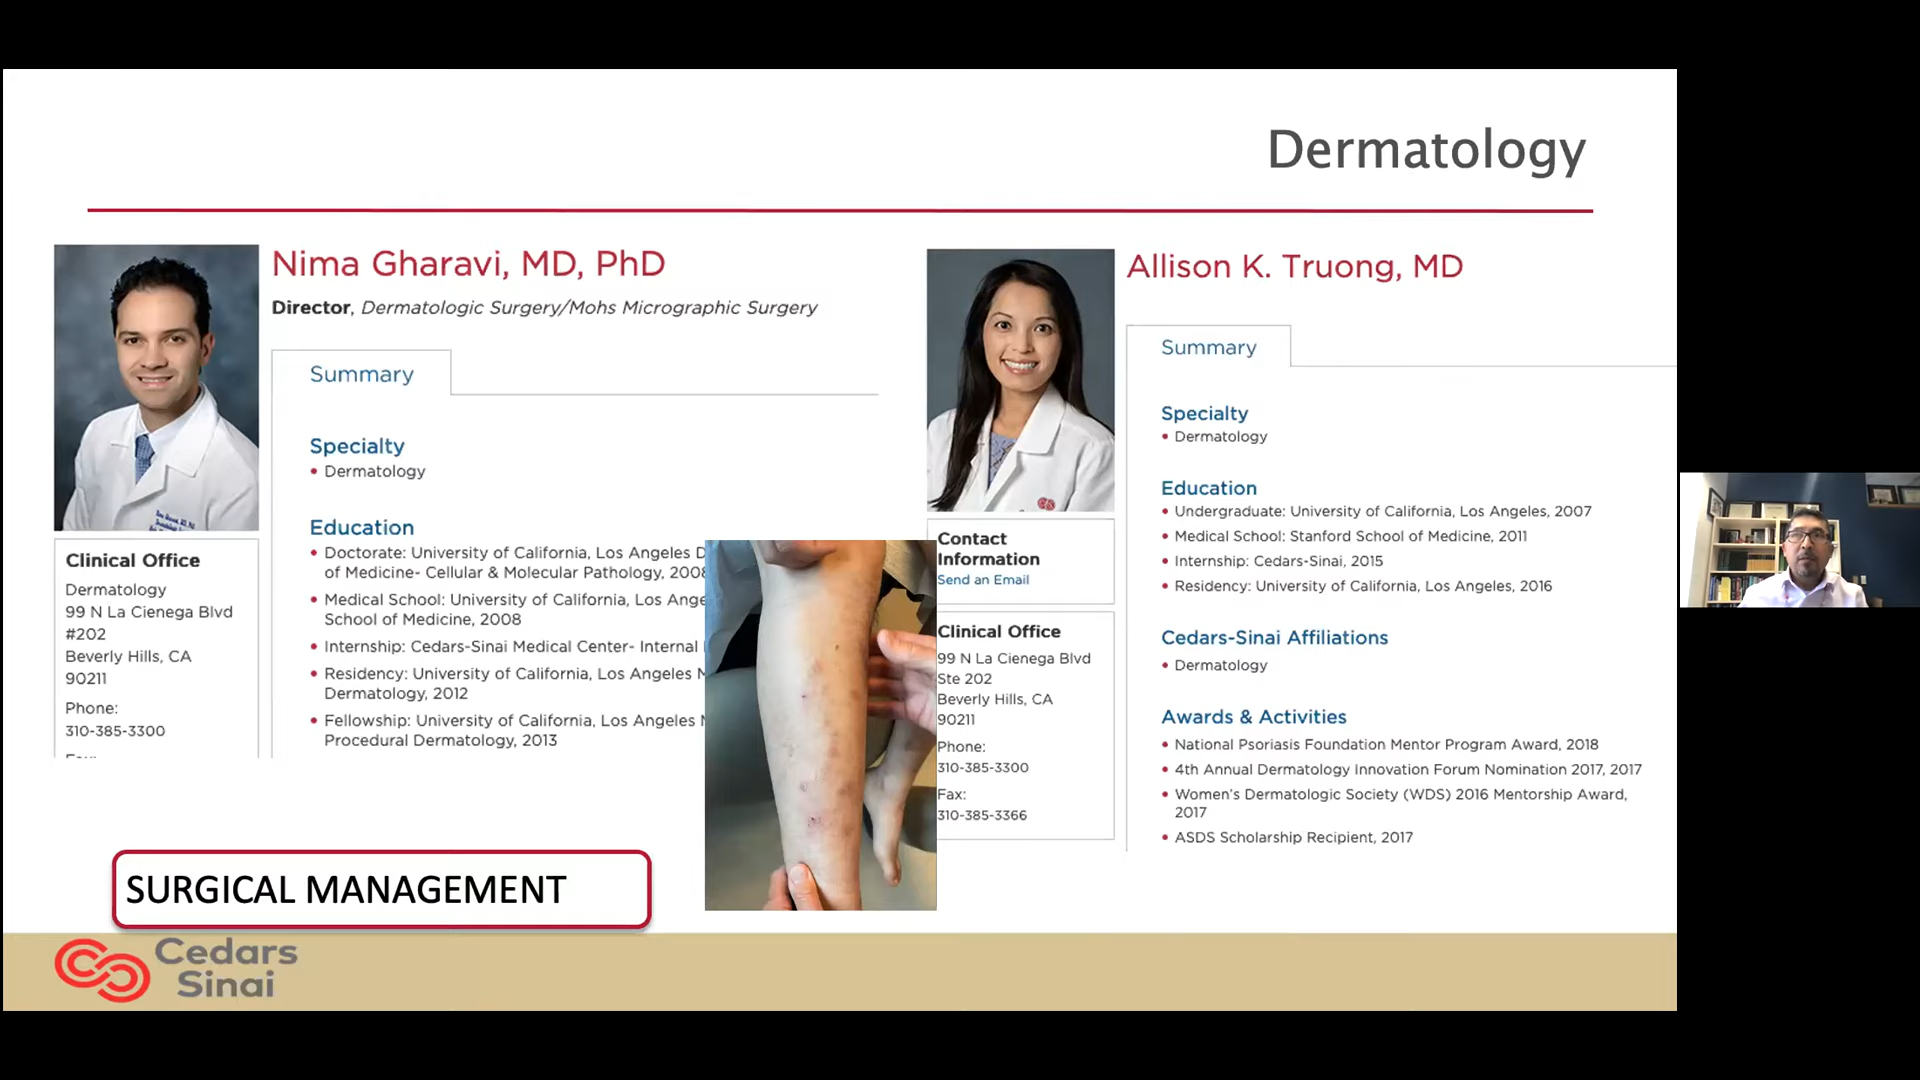 Dermatology
Nima Gharavi, MD, PhD
Director, Dermatologic Surgery/Mohs Micrographic Surgery
Summary
Specialty
• Dermatology
Education
• Doctorate: University of California, Los Angeles D
of Medicine- Cellular & Molecular Pathology, 2008
• Medical School: University of California, Los Ange
School of Medicine, 2008
• Internship: Cedars-Sinai Medical Center- Internal
• Residency: University of California, Los Angeles M
Dermatology, 2012
• Fellowship: University of California, Los Angeles M
Procedural Dermatology, 2013
Clinical Office
Dermatology
99 N La Cienega Blvd
#202
Beverly Hills, CA
90211
Phone:
310-385-3300
Allison K. Truong, MD
Summary
Specialty
• Dermatology
Education
• Undergraduate: University of California, Los Angeles, 2007
• Medical School: Stanford School of Medicine, 2011
• Internship: Cedars-Sinai, 2015
• Residency: University of California, Los Angeles, 2016
Cedars-Sinai Affiliations
• Dermatology
Awards & Activities
• National Psoriasis Foundation Mentor Program Award, 2018
• 4th Annual Dermatology Innovation Forum Nomination 2017, 2017
• Women's Dermatologic Society (WDS) 2016 Mentorship Award,
2017
• ASDS Scholarship Recipient, 2017
Contact
Information
Send an Email
Clinical Office
99 N La Cienega Blvd
Ste 202
Beverly Hills, CA
90211
Phone:
310-385-3300
Fax:
310-385-3366
SURGICAL MANAGEMENT
Cedars
Sinai